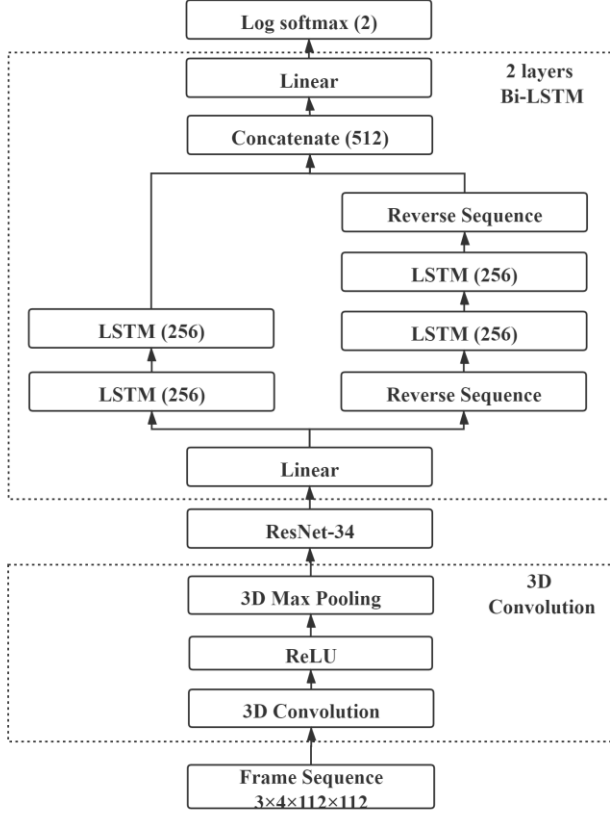 Log softmax (2)
2 layers
Bi-LSTM
Linear
Concatenate (512)
Reverse Sequence
LSTM (256)
LSTM (256)
LSTM (256)
LSTM (256)
Reverse Sequence
Linear
ResNet-34
3D
Convolution
3D Max Pooling
ReLU
3D Convolution
Frame Sequence
3×4×112×112